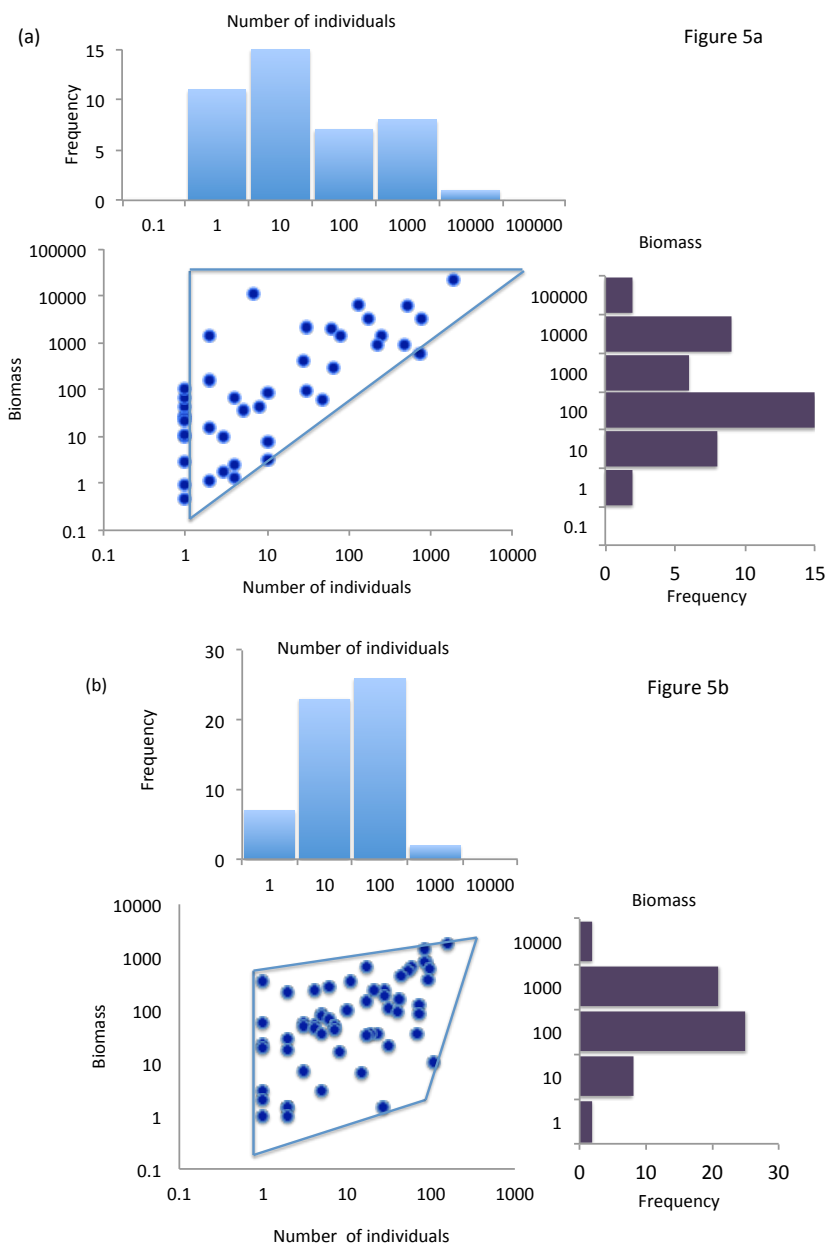 (a)
Number of individuals
Figure 5a
Frequency
15
10
5
0
0.1 1 10 100 1000 10000 100000
Biomass
100000
10000
1000
100
10
1
0.1
0.1 1 10 100 1000 10000
Number of individuals
Biomass
100000
10000
1000
100
10
1
0.1
0 5 10 15
Frequency
(b)
Number of individuals
Figure 5b
Frequency
30
20
10
0
1 10 100 1000 10000
Biomass
10000
1000
100
10
1
0.1
0.1 1 10 100 1000
Number of individuals
Biomass
10000
1000
100
10
1
0 10 20 30
Frequency